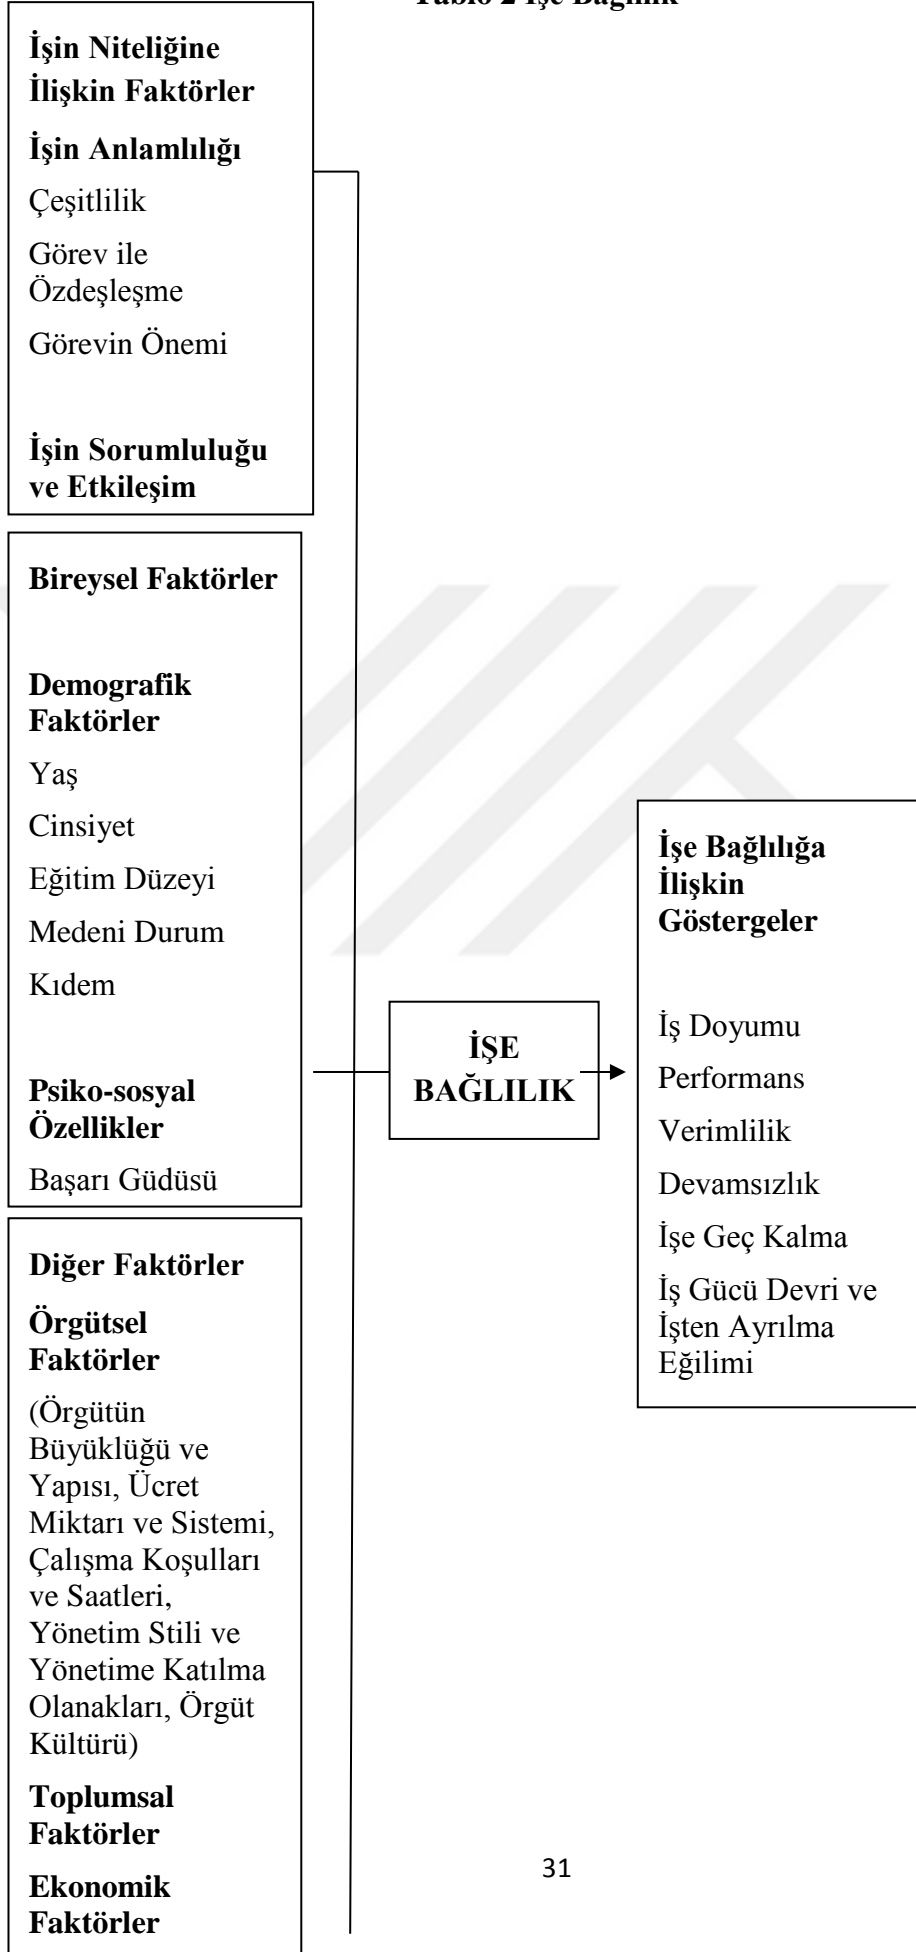 Tablo 2 İşe Bağlılık
İşin Niteliğine
İlişkin Faktörler
İşin Anlamlılığı
Çeşitlilik
Görev ile
Özdeşleşme
Görevin Önemi
İşin Sorumluluğu
ve Etkileşim
Bireysel Faktörler
Demografik
Faktörler
Yaş
Cinsiyet
Eğitim Düzeyi
Medeni Durum
Kıdem
Psiko-sosyal
Özellikler
Başarı Güdüsü
Diğer Faktörler
Örgütsel
Faktörler
(Örgütün
Büyüklüğü ve
Yapısı, Ücret
Miktarı ve Sistemi,
Çalışma Koşulları
ve Saatleri,
Yönetim Stili ve
Yönetime Katılma
Olanakları, Örgüt
Kültürü)
Toplumsal
Faktörler
Ekonomik
Faktörler
İŞE
BAĞLILIK
İşe Bağlılığa
İlişkin
Göstergeler
İş Doyumu
Performans
Verimlilik
Devamsızlık
İşe Geç Kalma
İş Gücü Devri ve
İşten Ayrılma
Eğilimi
31